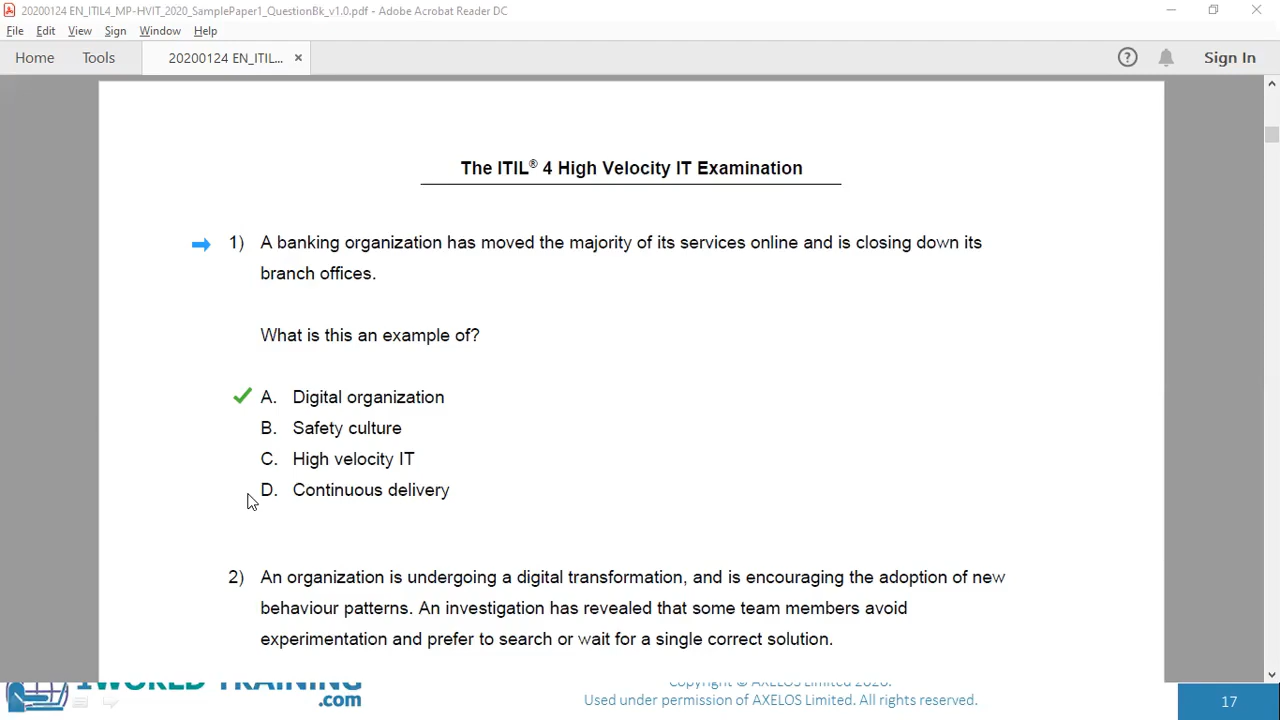 20200124 EN_ITIL4_MP-HVIT_2020_SamplePaper1_QuestionBk_v1.0.pdf - Adobe Acrobat Reader DC
File Edit View Sign Window Help
Home Tools 20200124 EN_ITIL... × Sign In
The ITIL® 4 High Velocity IT Examination
1) A banking organization has moved the majority of its services online and is closing down its
branch offices.
What is this an example of?
A. Digital organization
B. Safety culture
C. High velocity IT
D. Continuous delivery
2) An organization is undergoing a digital transformation, and is encouraging the adoption of new
behaviour patterns. An investigation has revealed that some team members avoid
experimentation and prefer to search or wait for a single correct solution.
1WORLD TRAINING
.com
Copyright © AXELOS Limited 2020.
Used under permission of AXELOS Limited. All rights reserved.
17